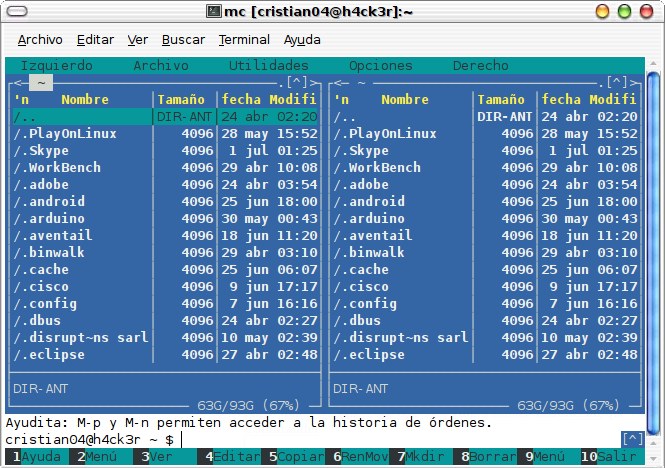 mc [cristian04@h4ck3r]:~
Archivo Editar Ver Buscar Terminal Ayuda
Izquierdo Archivo Utilidades Opciones Derecho
<─ ~ ─.[^]> <─ ~ ─.[^]>
'n Nombre Tamaño fecha Modifi 'n Nombre Tamaño fecha Modifi
/.. DIR-ANT 24 abr 02:20 /.. DIR-ANT 24 abr 02:20
/.PlayOnLinux 4096 28 may 15:52 /.PlayOnLinux 4096 28 may 15:52
/.Skype 4096 1 jul 01:25 /.Skype 4096 1 jul 01:25
/.WorkBench 4096 29 abr 10:08 /.WorkBench 4096 29 abr 10:08
/.adobe 4096 24 abr 03:54 /.adobe 4096 24 abr 03:54
/.android 4096 25 jun 18:00 /.android 4096 25 jun 18:00
/.arduino 4096 30 may 00:43 /.arduino 4096 30 may 00:43
/.aventail 4096 18 jun 11:20 /.aventail 4096 18 jun 11:20
/.binwalk 4096 29 abr 03:10 /.binwalk 4096 29 abr 03:10
/.cache 4096 25 jun 06:07 /.cache 4096 25 jun 06:07
/.cisco 4096 9 jun 17:17 /.cisco 4096 9 jun 17:17
/.config 4096 7 jun 16:16 /.config 4096 7 jun 16:16
/.dbus 4096 24 abr 02:27 /.dbus 4096 24 abr 02:27
/.disrupt~ns sarl 4096 10 may 02:39 /.disrupt~ns sarl 4096 10 may 02:39
/.eclipse 4096 27 abr 02:48 /.eclipse 4096 27 abr 02:48
DIR-ANT DIR-ANT
63G/93G (67%) 63G/93G (67%)
Ayudita: M-p y M-n permiten acceder a la historia de órdenes.
cristian04@h4ck3r ~ $ [^]
1Ayuda 2Menú 3Ver 4Editar 5Copiar 6RenMov 7Mkdir 8Borrar 9Menú 10Salir